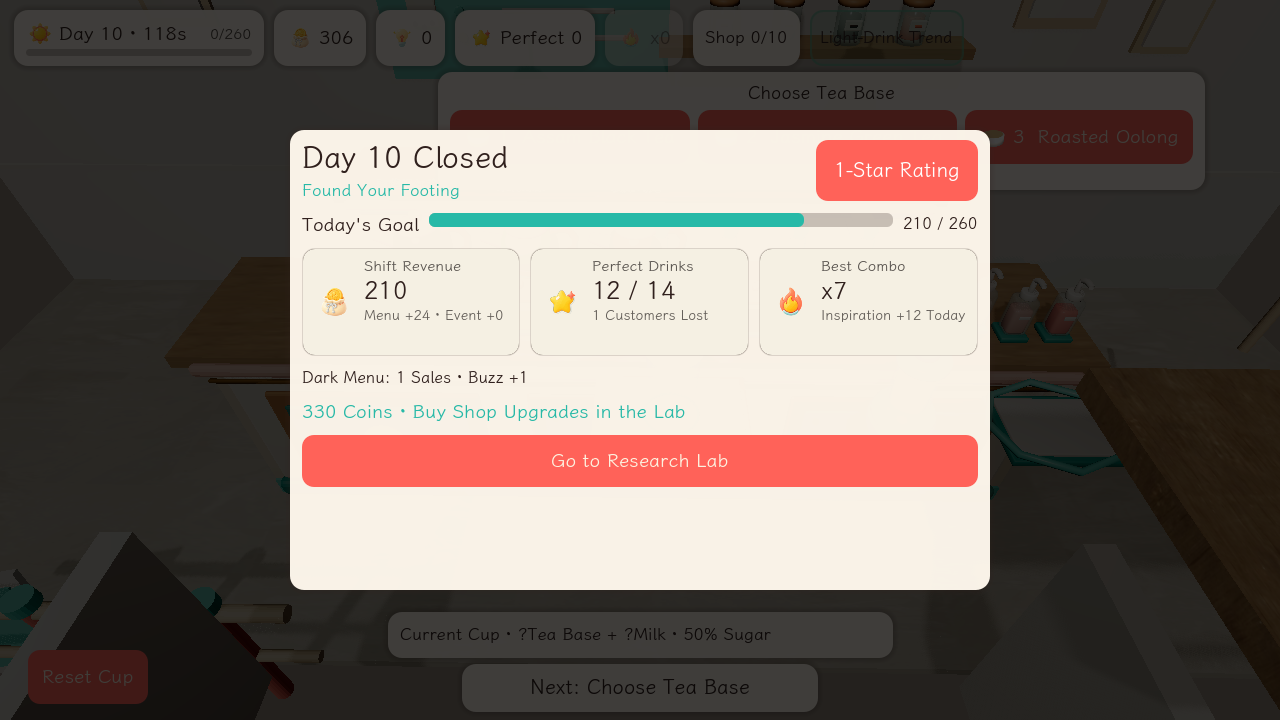 Day 10 • 118s
0/260
306
0
Perfect 0
x0
Shop 0/10
Light-Drink Trend
Choose Tea Base
3 Roasted Oolong
Day 10 Closed
1-Star Rating
Found Your Footing
Today's Goal
210 / 260
Shift Revenue
210
Menu +24 • Event +0
Perfect Drinks
12 / 14
1 Customers Lost
Best Combo
x7
Inspiration +12 Today
Dark Menu: 1 Sales • Buzz +1
330 Coins • Buy Shop Upgrades in the Lab
Go to Research Lab
Current Cup • ?Tea Base + ?Milk • 50% Sugar
Reset Cup
Next: Choose Tea Base